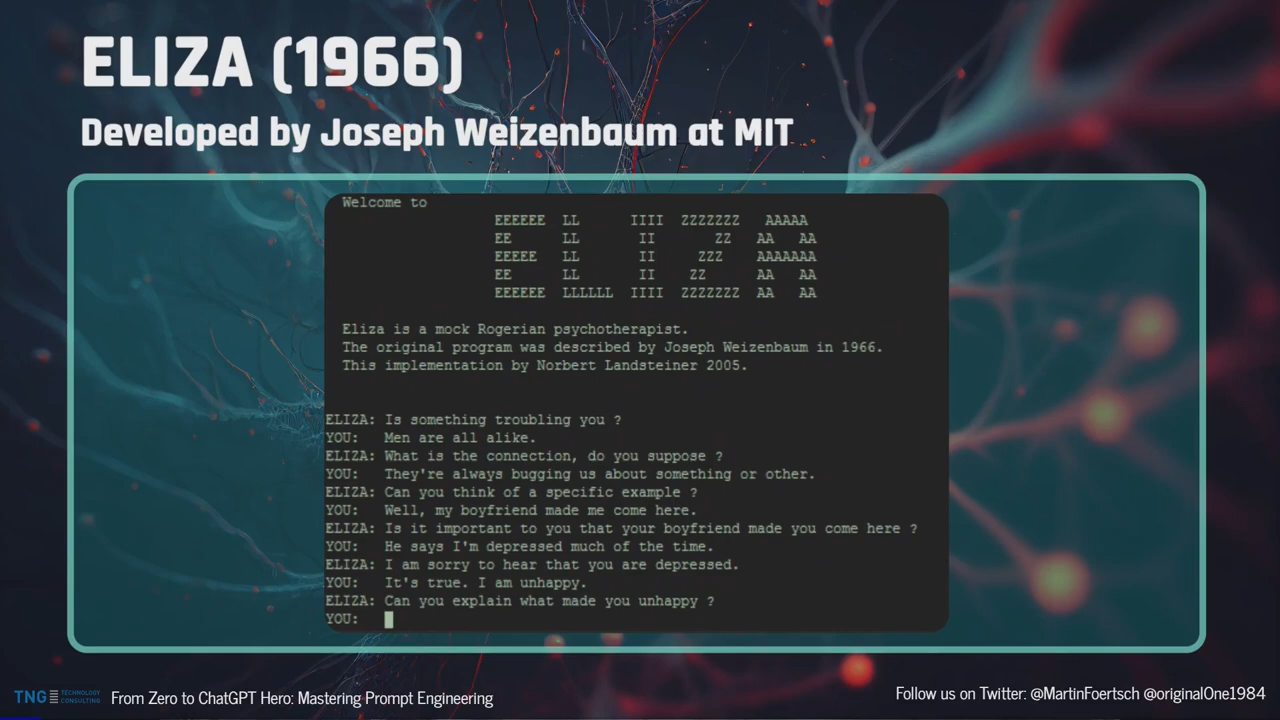 ELIZA (1966)
Developed by Joseph Weizenbaum at MIT
Welcome to
EEEEEE LL IIII ZZZZZZZ AAAAA
EE LL II ZZ AA AA
EEEEE LL II ZZZ AAAAAAA
EE LL II ZZ AA AA
EEEEEE LLLLLL IIII ZZZZZZZ AA AA
Eliza is a mock Rogerian psychotherapist.
The original program was described by Joseph Weizenbaum in 1966.
This implementation by Norbert Landsteiner 2005.
ELIZA: Is something troubling you ?
YOU: Men are all alike.
ELIZA: What is the connection, do you suppose ?
YOU: They're always bugging us about something or other.
ELIZA: Can you think of a specific example ?
YOU: Well, my boyfriend made me come here.
ELIZA: Is it important to you that your boyfriend made you come here ?
YOU: He says I'm depressed much of the time.
ELIZA: I am sorry to hear that you are depressed.
YOU: It's true. I am unhappy.
ELIZA: Can you explain what made you unhappy ?
YOU:
TNG TECHNOLOGY CONSULTING
From Zero to ChatGPT Hero: Mastering Prompt Engineering
Follow us on Twitter: @MartinFoertsch @originalOne1984